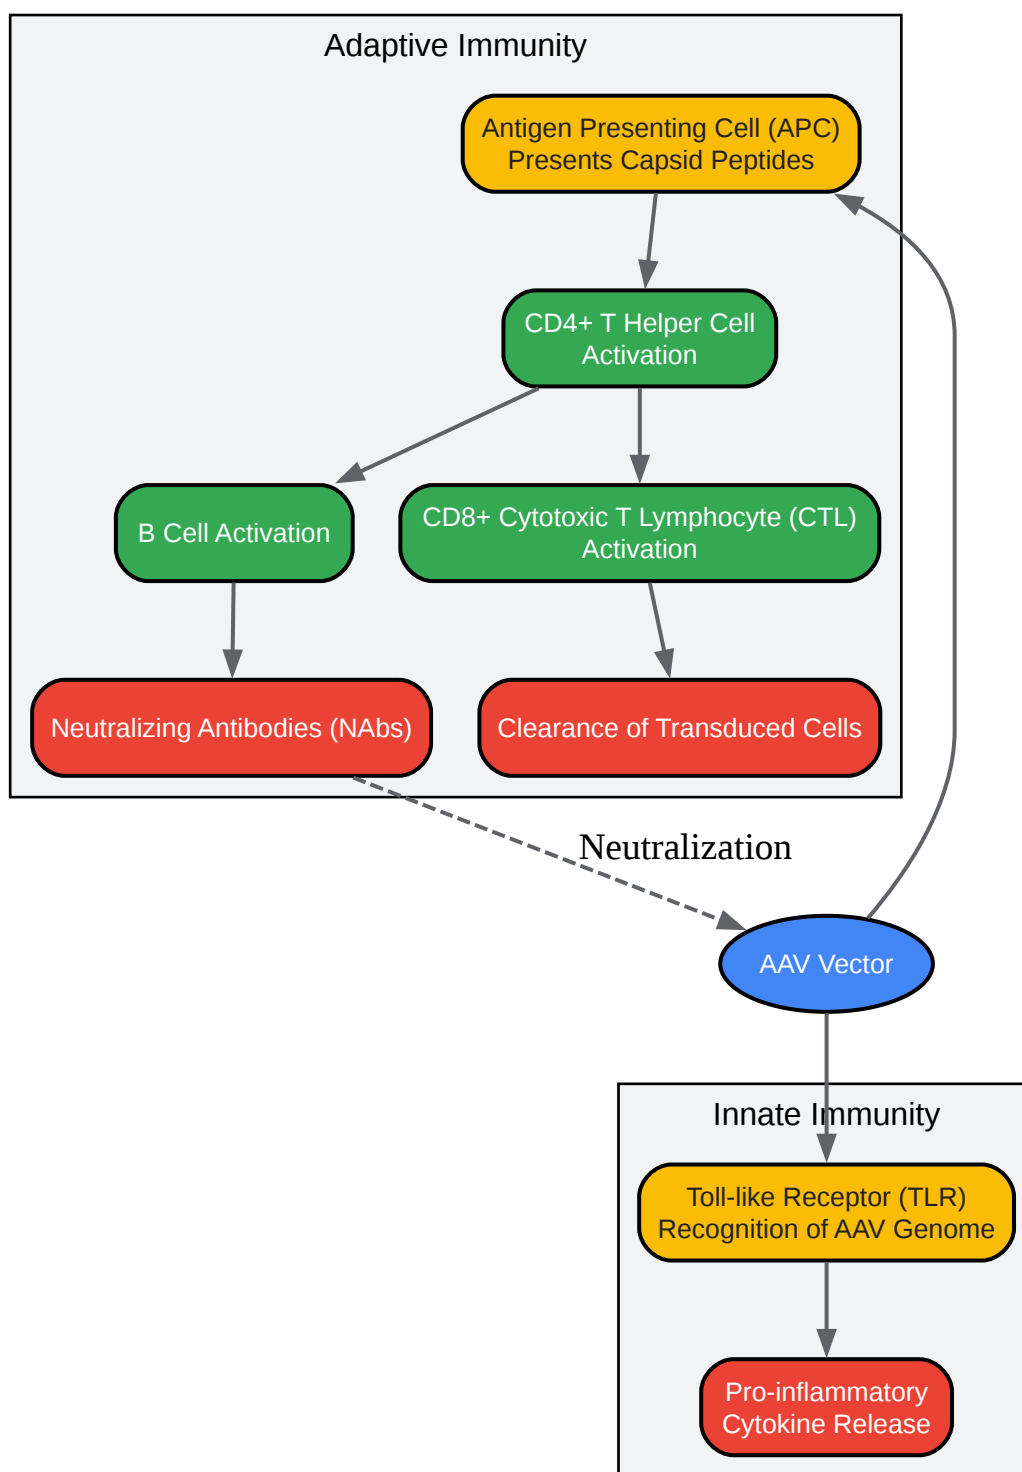 Adaptive Immunity
Antigen Presenting Cell (APC)
Presents Capsid Peptides
CD4+ T Helper Cell
Activation
B Cell Activation
CD8+ Cytotoxic T Lymphocyte (CTL)
Activation
Neutralizing Antibodies (NAbs)
Clearance of Transduced Cells
Neutralization
AAV Vector
Innate Immunity
Toll-like Receptor (TLR)
Recognition of AAV Genome
Pro-inflammatory
Cytokine Release